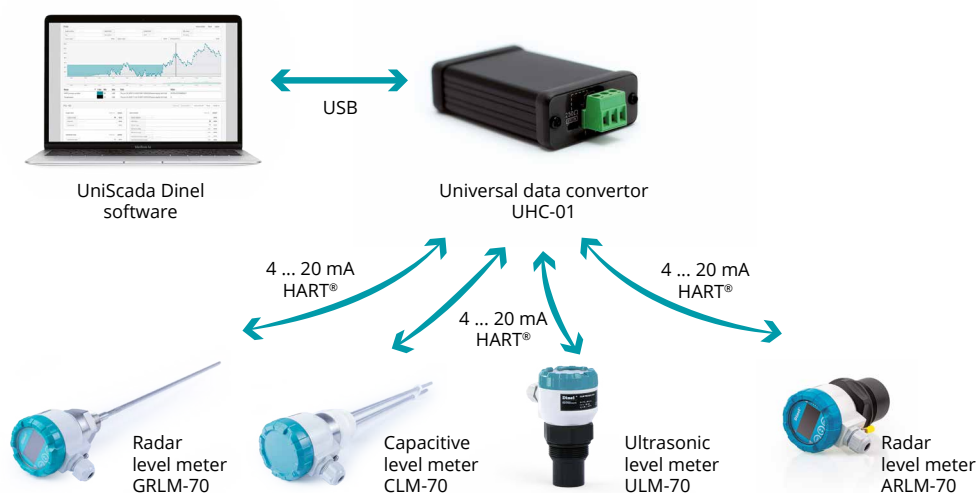 USB
UniScada Dinel
software
Universal data convertor
UHC-01
4 ... 20 mA
HART®
4 ... 20 mA
HART®
4 ... 20 mA
HART®
Dinel
Radar
level meter
GRLM-70
Capacitive
level meter
CLM-70
Ultrasonic
level meter
ULM-70
Radar
level meter
ARLM-70